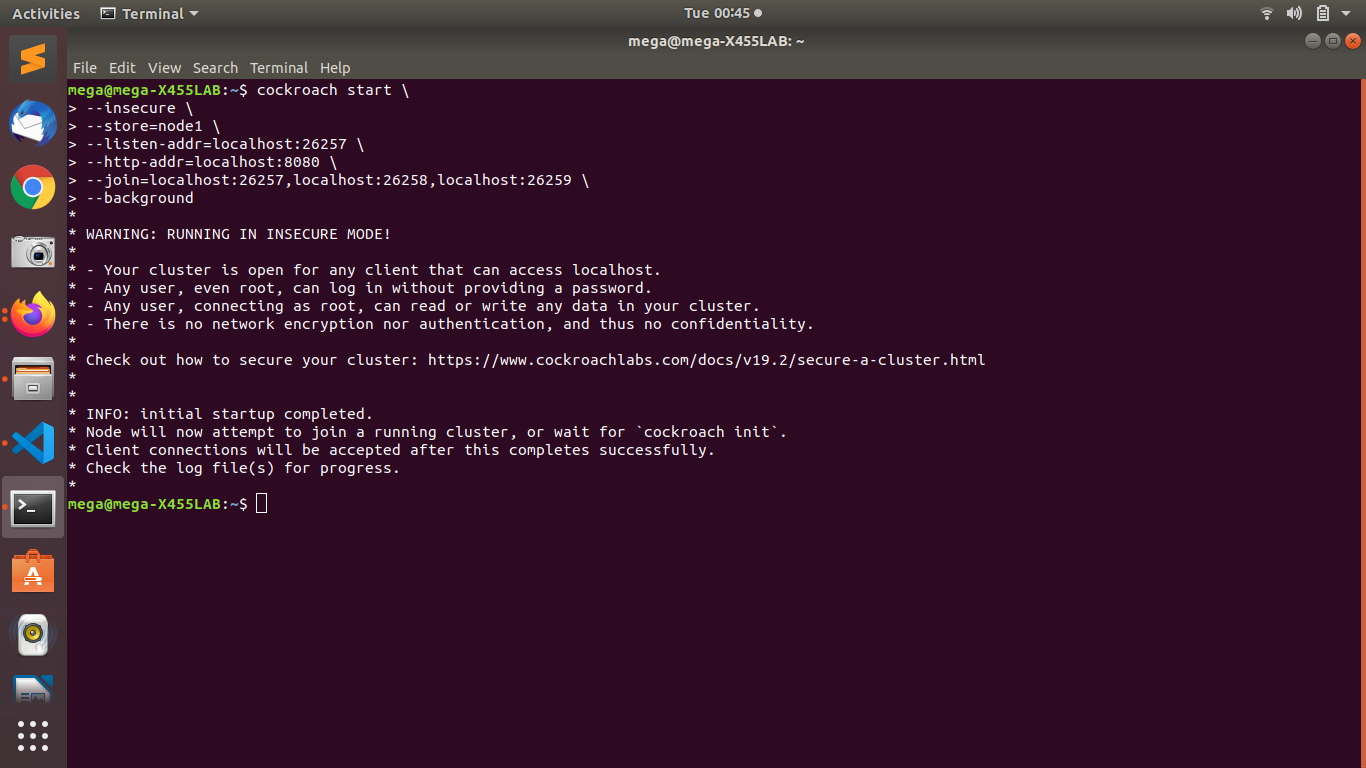 Activities
Terminal
Tue 00:45
mega@mega-X455LAB: ~
File Edit View Search Terminal Help
mega@mega-X455LAB:~$ cockroach start \
> --insecure \
> --store=node1 \
> --listen-addr=localhost:26257 \
> --http-addr=localhost:8080 \
> --join=localhost:26257,localhost:26258,localhost:26259 \
> --background
*
* WARNING: RUNNING IN INSECURE MODE!
*
* - Your cluster is open for any client that can access localhost.
* - Any user, even root, can log in without providing a password.
* - Any user, connecting as root, can read or write any data in your cluster.
* - There is no network encryption nor authentication, and thus no confidentiality.
*
* Check out how to secure your cluster: https://www.cockroachlabs.com/docs/v19.2/secure-a-cluster.html
*
*
* INFO: initial startup completed.
* Node will now attempt to join a running cluster, or wait for `cockroach init`.
* Client connections will be accepted after this completes successfully.
* Check the log file(s) for progress.
*
mega@mega-X455LAB:~$